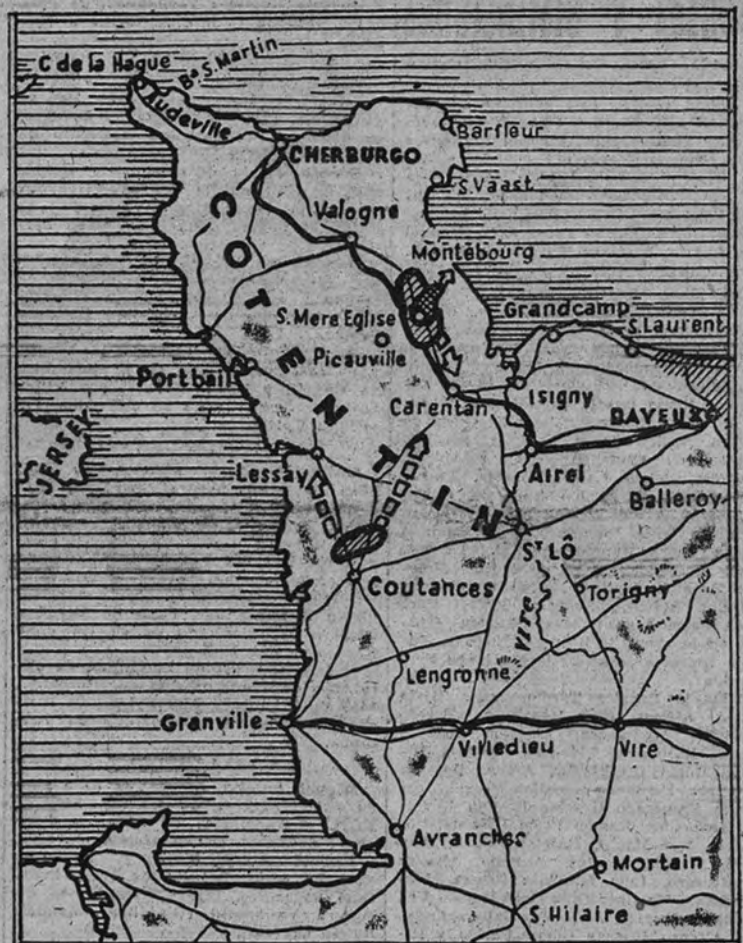 C de la Hague
Bª S. Martin
Audeville
Barfleur
CHERBURGO
S. Vaast
Valogne
COTENTIN
Montebourg
Grandcamp
S. Mere Eglise
S. Laurent
Picauville
Portbail
Carentan
Isigny
BAYEUX
JERSEY
Lessay
Airel
Balleroy
Sᵀ LÔ
Coutances
Torigny
VIRE
Lengronne
Granville
Villedieu
Vire
Avranches
Mortain
S. Hilaire